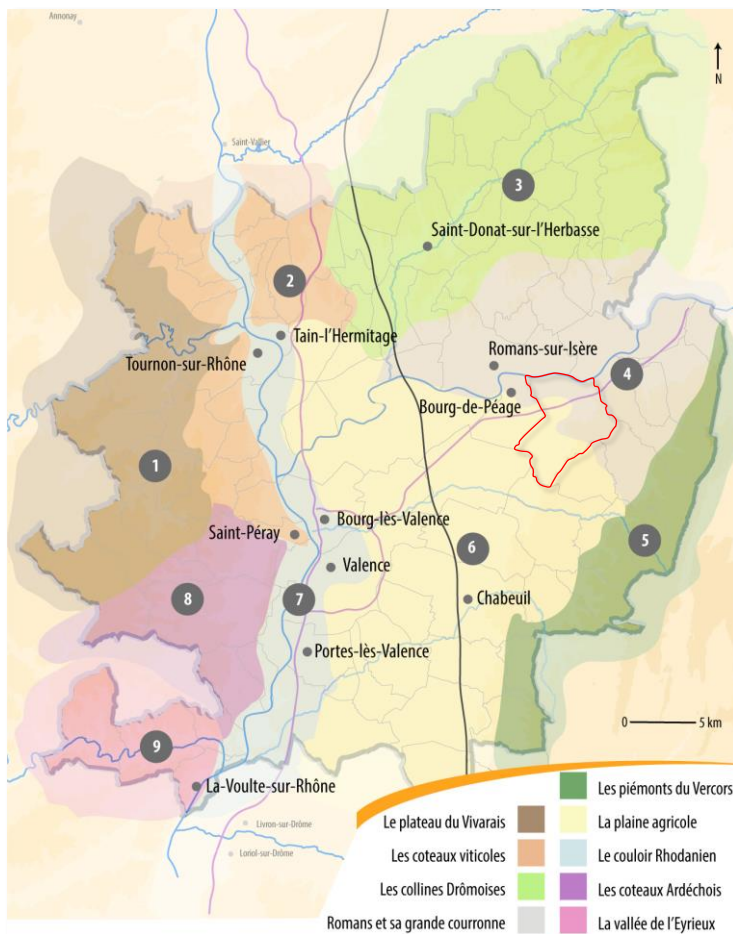 Annonay
N
Saint-Vallier
3
Saint-Donat-sur-l'Herbasse
2
Tain-l'Hermitage
Tournon-sur-Rhône
Romans-sur-Isère
4
Bourg-de-Péage
1
Bourg-lès-Valence
Saint-Péray
6
5
Valence
8
7
Chabeuil
Portes-lès-Valence
0 5 km
9
La-Voulte-sur-Rhône
Livron-sur-Drôme
Loriol-sur-Drôme
Les piémonts du Vercors
Le plateau du Vivarais
La plaine agricole
Les coteaux viticoles
Le couloir Rhodanien
Les collines Drômoises
Les coteaux Ardéchois
Romans et sa grande courronne
La vallée de l'Eyrieux